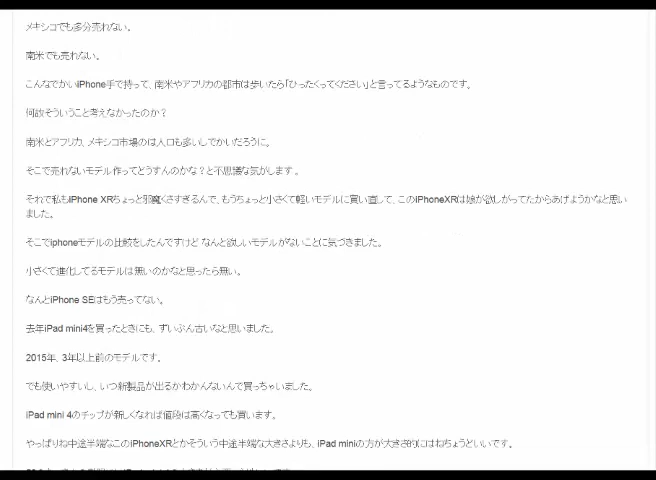 メキシコでも多分売れない。
南米でも売れない。
こんなでかいiPhone手で持って、南米やアフリカの都市は歩いたら「ひったくってください」と言ってるようなものです。
何故そういうこと考えなかったのか？
南米とアフリカ、メキシコ市場のは人口も多いしでかいだろうに。
そこで売れないモデル作ってどうすんのかな？と不思議な気がします。
それで私もiPhone XRちょっと邪魔くさすぎるんで、もうちょっと小さくて軽いモデルに買い直して、このiPhoneXRは娘が欲しがってたからあげようかなと思い
ました。
そこでiphoneモデルの比較をしたんですけど なんと欲しいモデルがないことに気づきました。
小さくて進化してるモデルは無いのかなと思ったら無い。
なんとiPhone SEはもう売ってない。
去年iPad mini4を買ったときにも、ずいぶん古いなと思いました。
2015年、3年以上前のモデルです。
でも使いやすいし、いつ新製品が出るかわかんないんで買っちゃいました。
iPad mini 4のチップが新しくなれば値段は高くなっても買います。
やっぱりね中途半端なこのiPhoneXRとかそういう中途半端な大きさよりも、iPad miniの方が大きさ的にはねちょうどいいです。